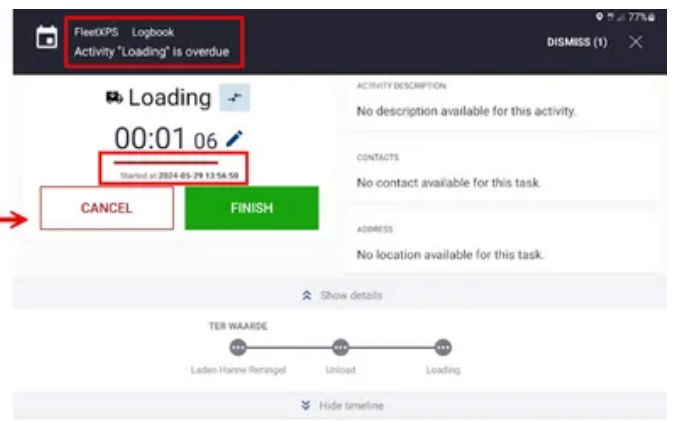 77%
FleetXPS Logbook
Activity "Loading" is overdue
DISMISS (1)
Loading
00:01 06
Started at 2024-05-29 13:56:50
CANCEL
FINISH
ACTIVITY DESCRIPTION
No description available for this activity.
CONTACTS
No contact available for this task.
ADDRESS
No location available for this task.
Show details
TER WAARDE
Laden Hanne Reningel
Unload
Loading
Hide timeline